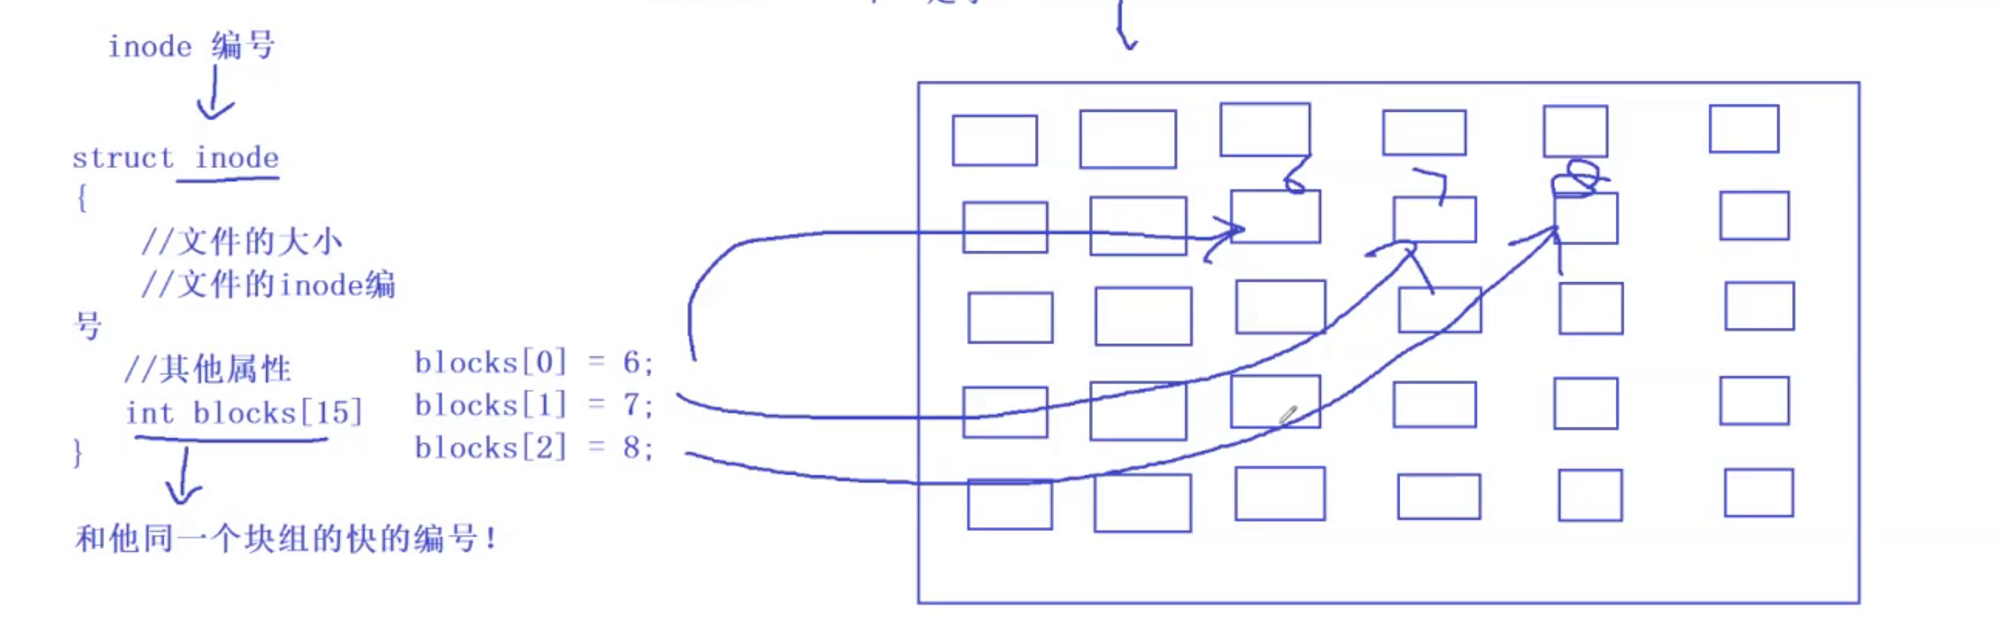 inode 编号
struct inode
{
//文件的大小
//文件的inode编
号
//其他属性
int blocks[15]
}
blocks[0] = 6;
blocks[1] = 7;
blocks[2] = 8;
和他同一个块组的快的编号!
6
7
8